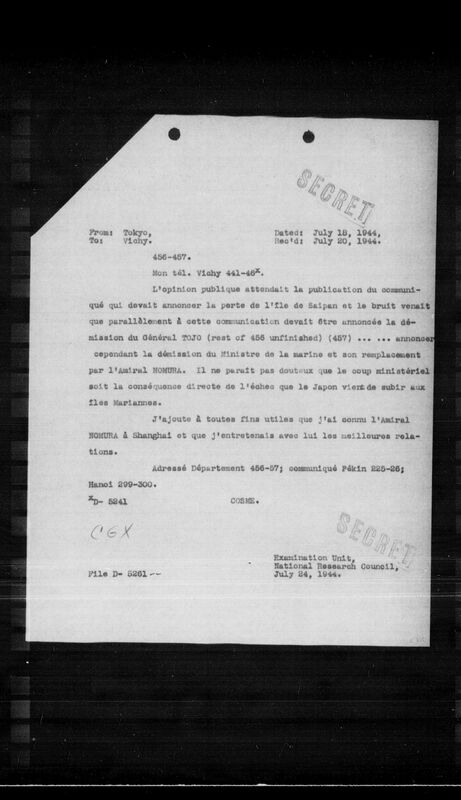 SECRET
From: Tokyo, Dated: July 18, 1944,
To: Vichy. Rec'd: July 20, 1944.
456-457.
Mon tél. Vichy 441-45x.
L'opinion publique attendait la publication du communi-
qué qui devait annoncer la perte de l'île de Saipan et le bruit venait
que parallèlement à cette communication devait être annoncée la dé-
mission du Général TOJO (rest of 456 unfinished) (457) ... ... annoncer
cependant la démission du Ministre de la marine et son remplacement
par l'Amiral NOMURA. Il ne parait pas douteux que le coup ministériel
soit la conséquence directe de l'échec que le Japon vient de subir aux
îles Mariannes.
J'ajoute à toutes fins utiles que j'ai connu l'Amiral
NOMURA à Shanghai et que j'entretenais avec lui les meilleures rela-
tions.
Adressé Département 456-57; communiqué Pékin 225-26;
Hanoi 299-300.
xD- 5241 COSME.
CGX
SECRET
Examination Unit,
National Research Council,
File D- 5261-- July 24, 1944.